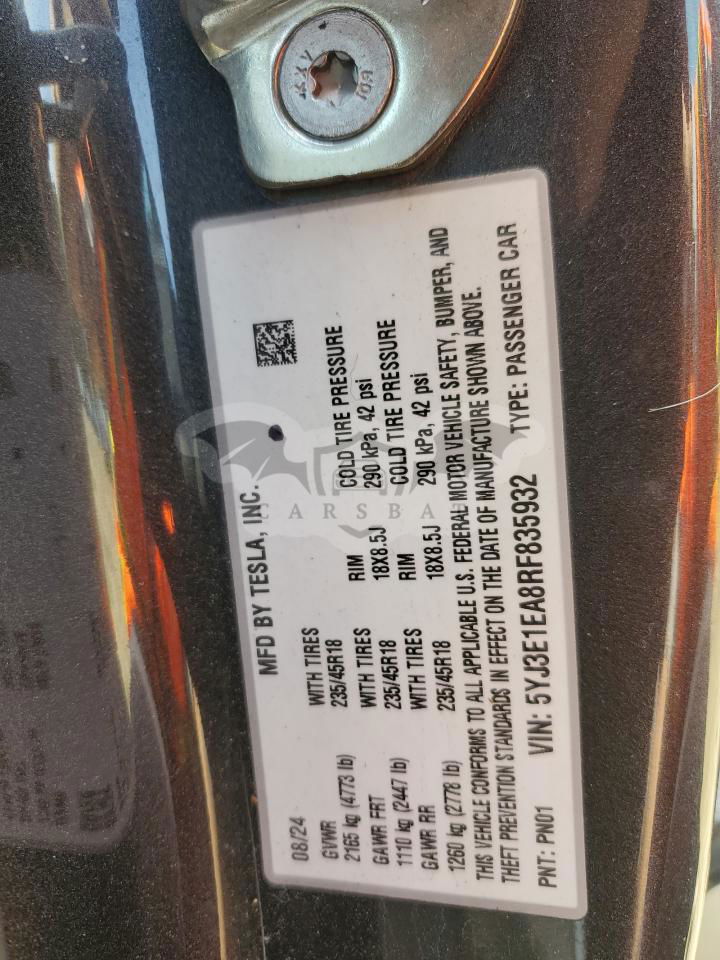 MFD BY TESLA, INC.
08/24
GVWR WITH TIRES RIM COLD TIRE PRESSURE
2165 kg (4773 lb) 235/45R18 18X8.5J 290 kPa, 42 psi
GAWR FRT WITH TIRES RIM COLD TIRE PRESSURE
1110 kg (2447 lb) 235/45R18 18X8.5J 290 kPa, 42 psi
GAWR RR WITH TIRES
1260 kg (2778 lb) 235/45R18
THIS VEHICLE CONFORMS TO ALL APPLICABLE U.S. FEDERAL MOTOR VEHICLE SAFETY, BUMPER, AND
THEFT PREVENTION STANDARDS IN EFFECT ON THE DATE OF MANUFACTURE SHOWN ABOVE.
PNT: PN01 VIN: 5YJ3E1EA8RF835932 TYPE: PASSENGER CAR
CARSBA